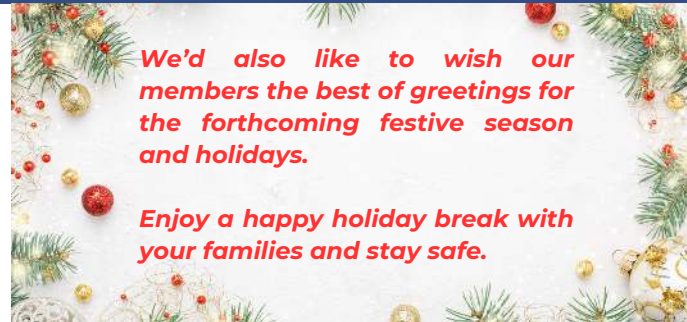 We’d also like to wish our
members the best of greetings for
the forthcoming festive season
and holidays.
Enjoy a happy holiday break with
your families and stay safe.